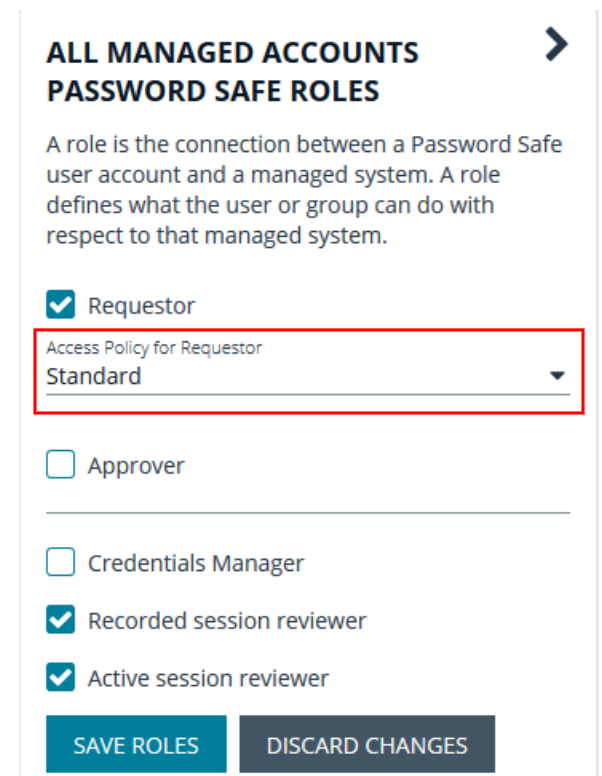 ALL MANAGED ACCOUNTS
PASSWORD SAFE ROLES
A role is the connection between a Password Safe
user account and a managed system. A role
defines what the user or group can do with
respect to that managed system.
Requestor
Access Policy for Requestor
Standard
Approver
Credentials Manager
Recorded session reviewer
Active session reviewer
SAVE ROLES
DISCARD CHANGES